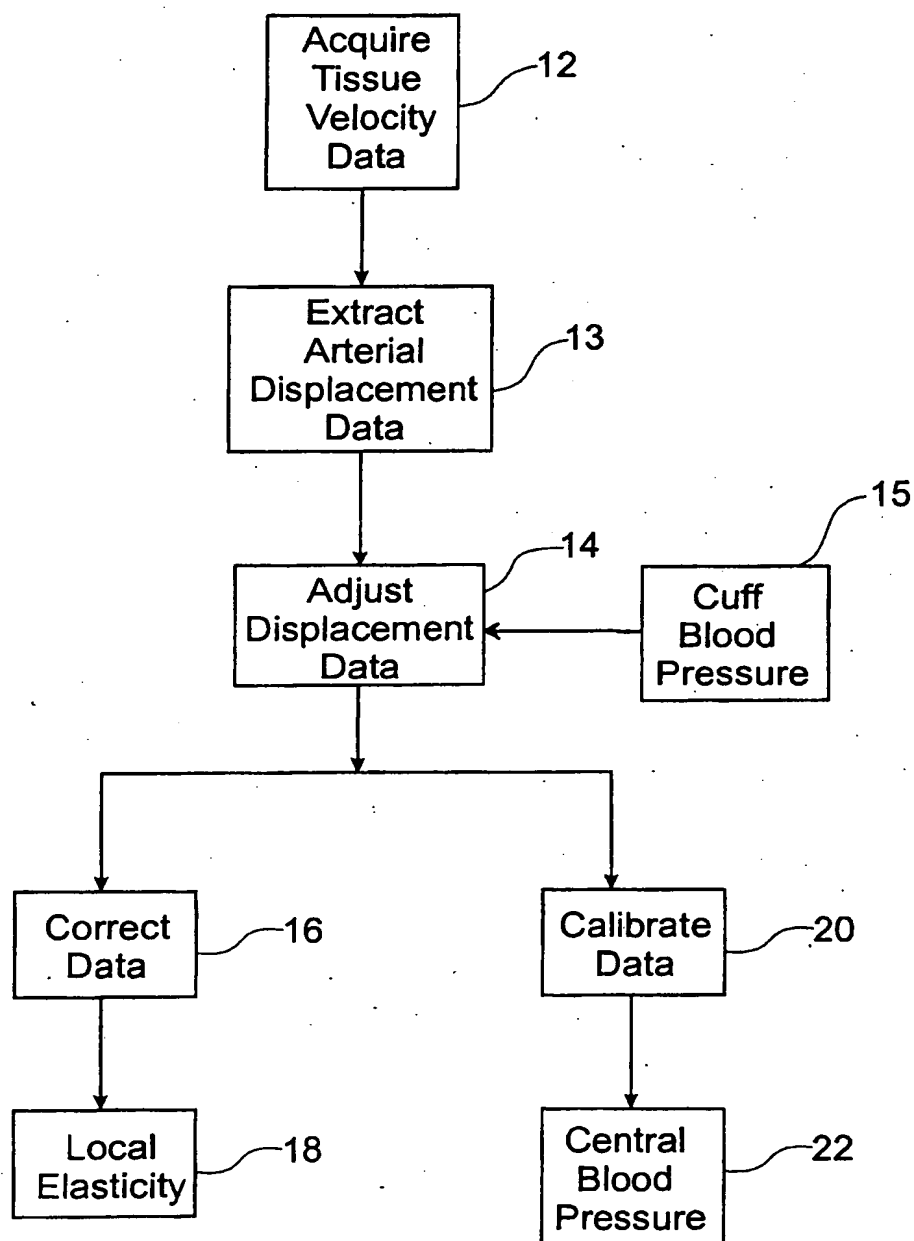 Acquire
Tissue
Velocity
Data
12
Extract
Arterial
Displacement
Data
13
15
14
Adjust
Displacement
Data
Cuff
Blood
Pressure
Correct
Data
16
Calibrate
Data
20
Local
Elasticity
18
Central
Blood
Pressure
22